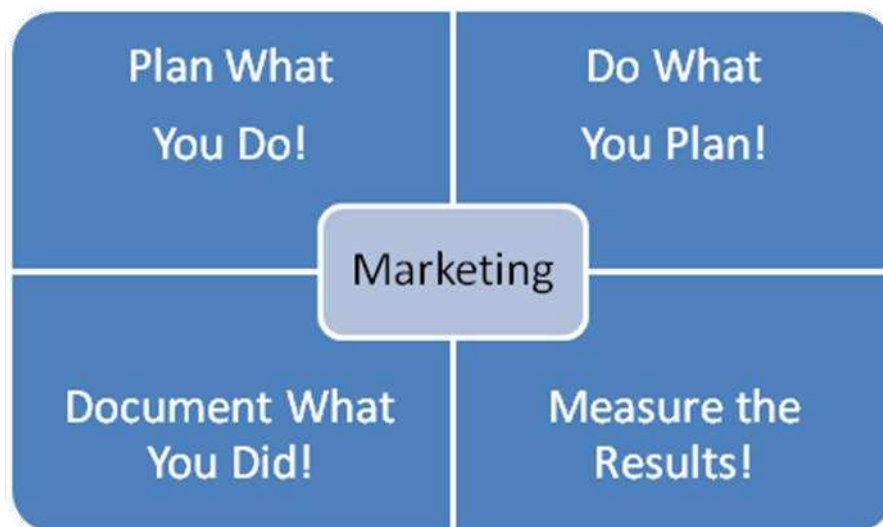 Plan What
You Do!
Do What
You Plan!
Marketing
Document What
You Did!
Measure the
Results!